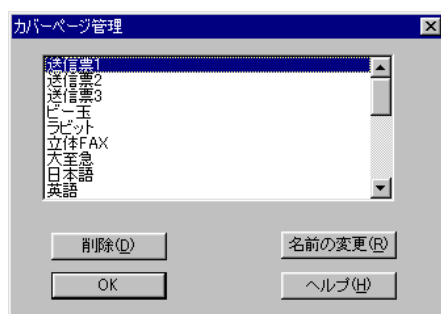 カバーページ管理
送信票1
送信票2
送信票3
ビー玉
ラビット
立体FAX
大至急
日本語
英語
削除(D)
名前の変更(R)
OK
ヘルプ(H)